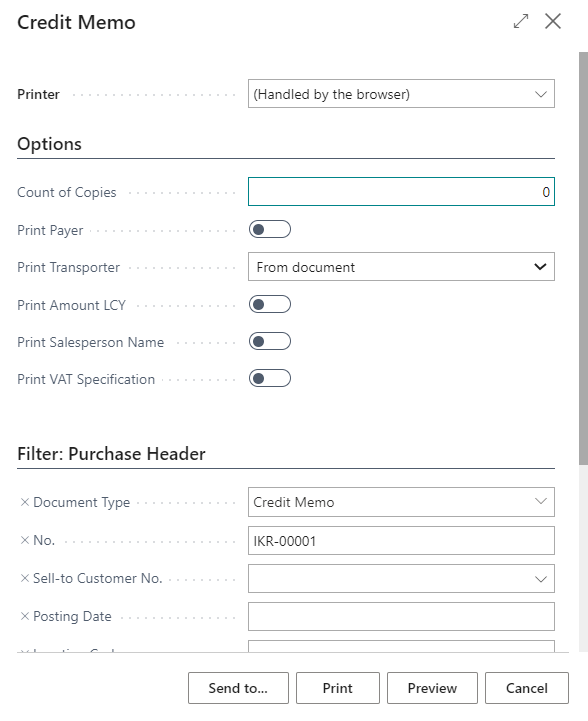 Credit Memo
Printer (Handled by the browser)
Options
Count of Copies 0
Print Payer
Print Transporter From document
Print Amount LCY
Print Salesperson Name
Print VAT Specification
Filter: Purchase Header
× Document Type Credit Memo
× No. IKR-00001
× Sell-to Customer No.
× Posting Date
Send to... Print Preview Cancel